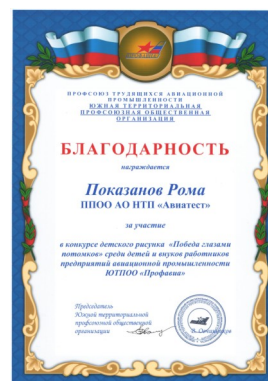 ПРОФСОЮЗ ТРУДЯЩИХСЯ АВИАЦИОННОЙ
ПРОМЫШЛЕННОСТИ
ЮЖНАЯ ТЕРРИТОРИАЛЬНАЯ
ПРОФСОЮЗНАЯ ОБЩЕСТВЕННАЯ
ОРГАНИЗАЦИЯ
БЛАГОДАРНОСТЬ
награждается
Показанов Рома
ППОО АО НТП «Авиатест»
за участие
в конкурсе детского рисунка «Победа глазами
потомков» среди детей и внуков работников
предприятий авиационной промышленности
ЮТПОО «Профавиа»
Председатель
Южной территориальной
профсоюзной общественной
организации